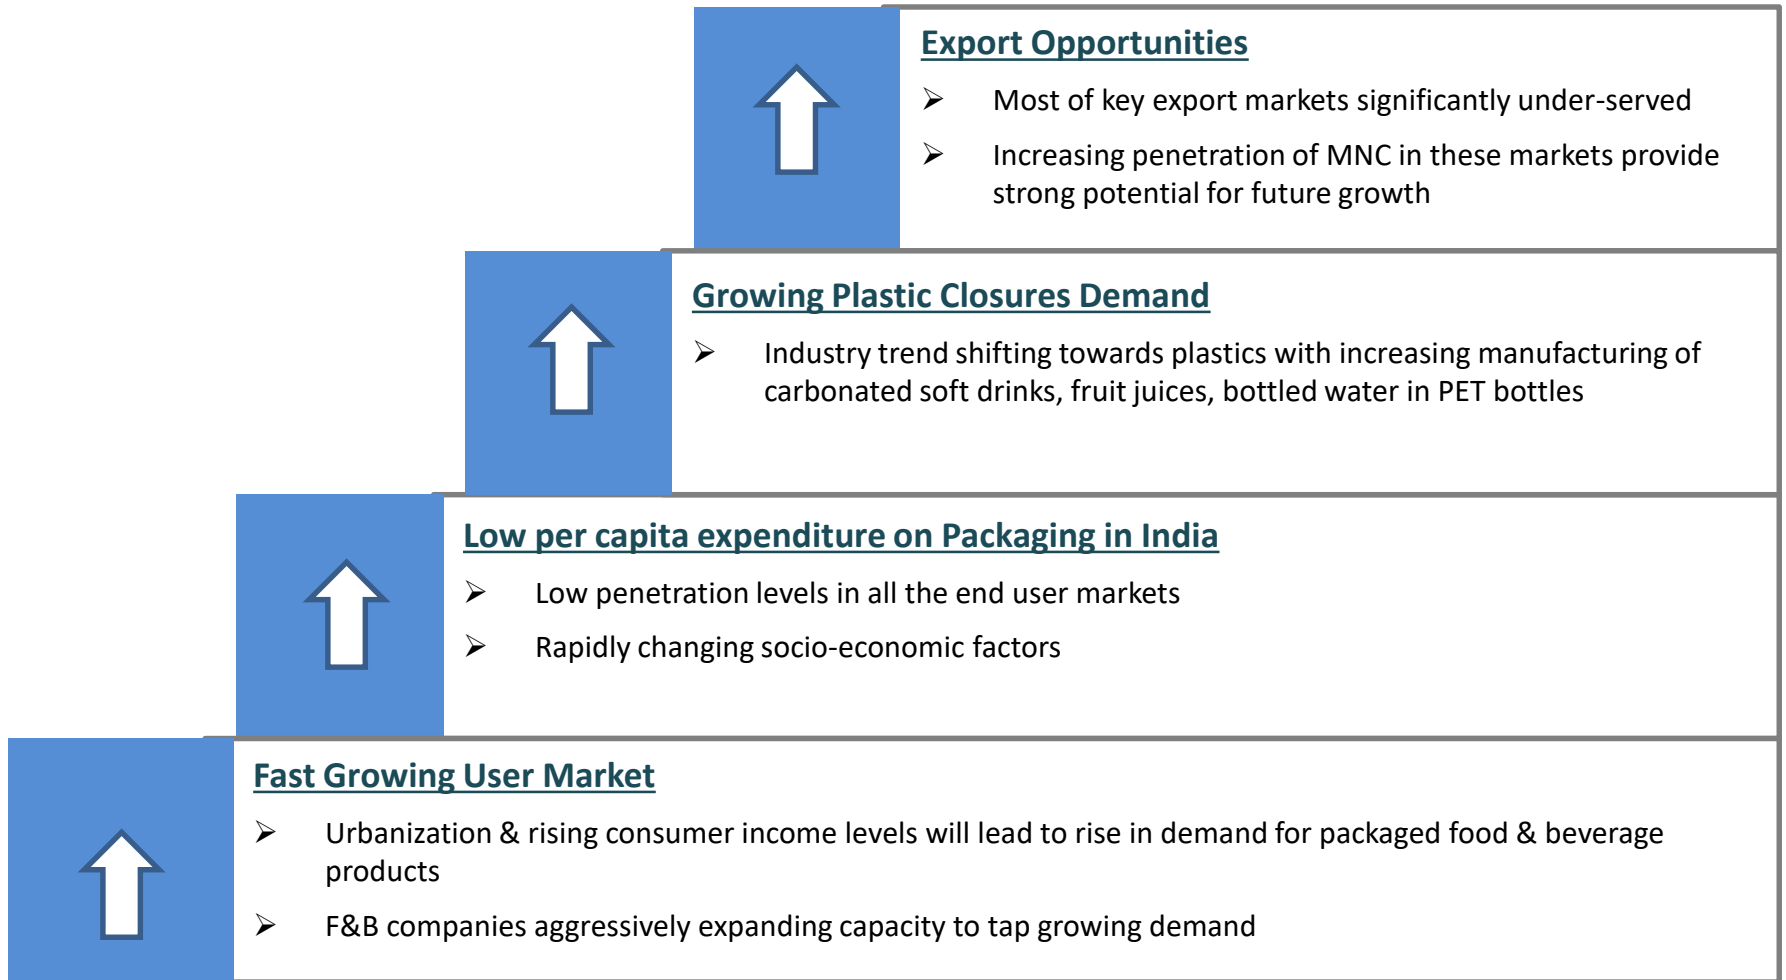 Export Opportunities
➢ Most of key export markets significantly under-served
➢ Increasing penetration of MNC in these markets provide
strong potential for future growth
Growing Plastic Closures Demand
➢ Industry trend shifting towards plastics with increasing manufacturing of
carbonated soft drinks, fruit juices, bottled water in PET bottles
Low per capita expenditure on Packaging in India
➢ Low penetration levels in all the end user markets
➢ Rapidly changing socio-economic factors
Fast Growing User Market
➢ Urbanization & rising consumer income levels will lead to rise in demand for packaged food & beverage
products
➢ F&B companies aggressively expanding capacity to tap growing demand